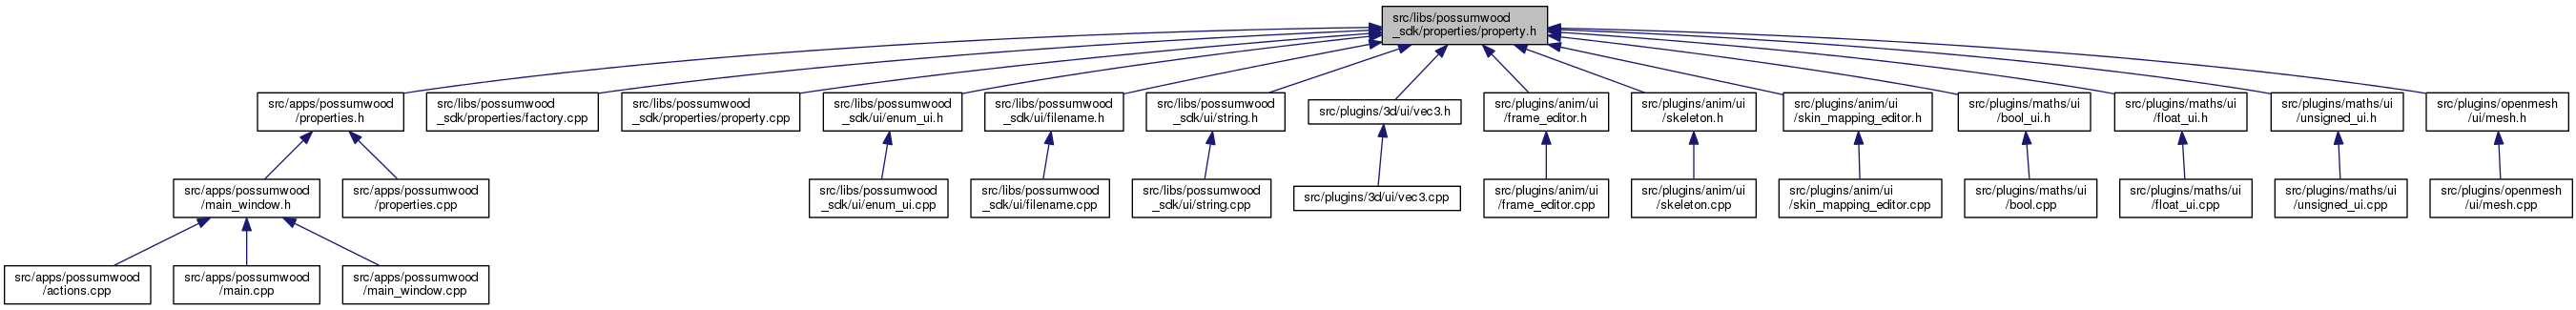 src/libs/possumwood
_sdk/properties/property.h
src/apps/possumwood
/properties.h
src/libs/possumwood
_sdk/properties/factory.cpp
src/libs/possumwood
_sdk/properties/property.cpp
src/libs/possumwood
_sdk/ui/enum_ui.h
src/libs/possumwood
_sdk/ui/filename.h
src/libs/possumwood
_sdk/ui/string.h
src/plugins/3d/ui/vec3.h
src/plugins/anim/ui
/frame_editor.h
src/plugins/anim/ui
/skeleton.h
src/plugins/anim/ui
/skin_mapping_editor.h
src/plugins/maths/ui
/bool_ui.h
src/plugins/maths/ui
/float_ui.h
src/plugins/maths/ui
/unsigned_ui.h
src/plugins/openmesh
/ui/mesh.h
src/apps/possumwood
/main_window.h
src/apps/possumwood
/properties.cpp
src/libs/possumwood
_sdk/ui/enum_ui.cpp
src/libs/possumwood
_sdk/ui/filename.cpp
src/libs/possumwood
_sdk/ui/string.cpp
src/plugins/3d/ui/vec3.cpp
src/plugins/anim/ui
/frame_editor.cpp
src/plugins/anim/ui
/skeleton.cpp
src/plugins/anim/ui
/skin_mapping_editor.cpp
src/plugins/maths/ui
/bool.cpp
src/plugins/maths/ui
/float_ui.cpp
src/plugins/maths/ui
/unsigned_ui.cpp
src/plugins/openmesh
/ui/mesh.cpp
src/apps/possumwood
/actions.cpp
src/apps/possumwood
/main.cpp
src/apps/possumwood
/main_window.cpp